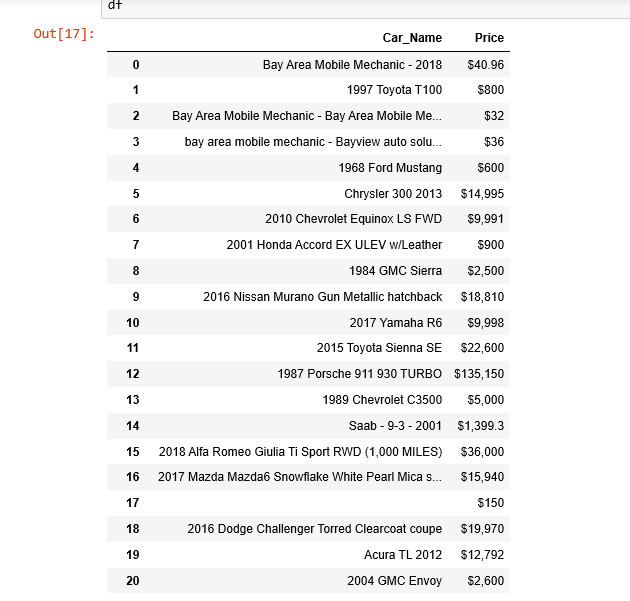 df
Out[17]:
Car_Name Price
0 Bay Area Mobile Mechanic - 2018 $40.96
1 1997 Toyota T100 $800
2 Bay Area Mobile Mechanic - Bay Area Mobile Me... $32
3 bay area mobile mechanic - Bayview auto solu... $36
4 1968 Ford Mustang $600
5 Chrysler 300 2013 $14,995
6 2010 Chevrolet Equinox LS FWD $9,991
7 2001 Honda Accord EX ULEV w/Leather $900
8 1984 GMC Sierra $2,500
9 2016 Nissan Murano Gun Metallic hatchback $18,810
10 2017 Yamaha R6 $9,998
11 2015 Toyota Sienna SE $22,600
12 1987 Porsche 911 930 TURBO $135,150
13 1989 Chevrolet C3500 $5,000
14 Saab - 9-3 - 2001 $1,399.3
15 2018 Alfa Romeo Giulia Ti Sport RWD (1,000 MILES) $36,000
16 2017 Mazda Mazda6 Snowflake White Pearl Mica s... $15,940
17 $150
18 2016 Dodge Challenger Torred Clearcoat coupe $19,970
19 Acura TL 2012 $12,792
20 2004 GMC Envoy $2,600